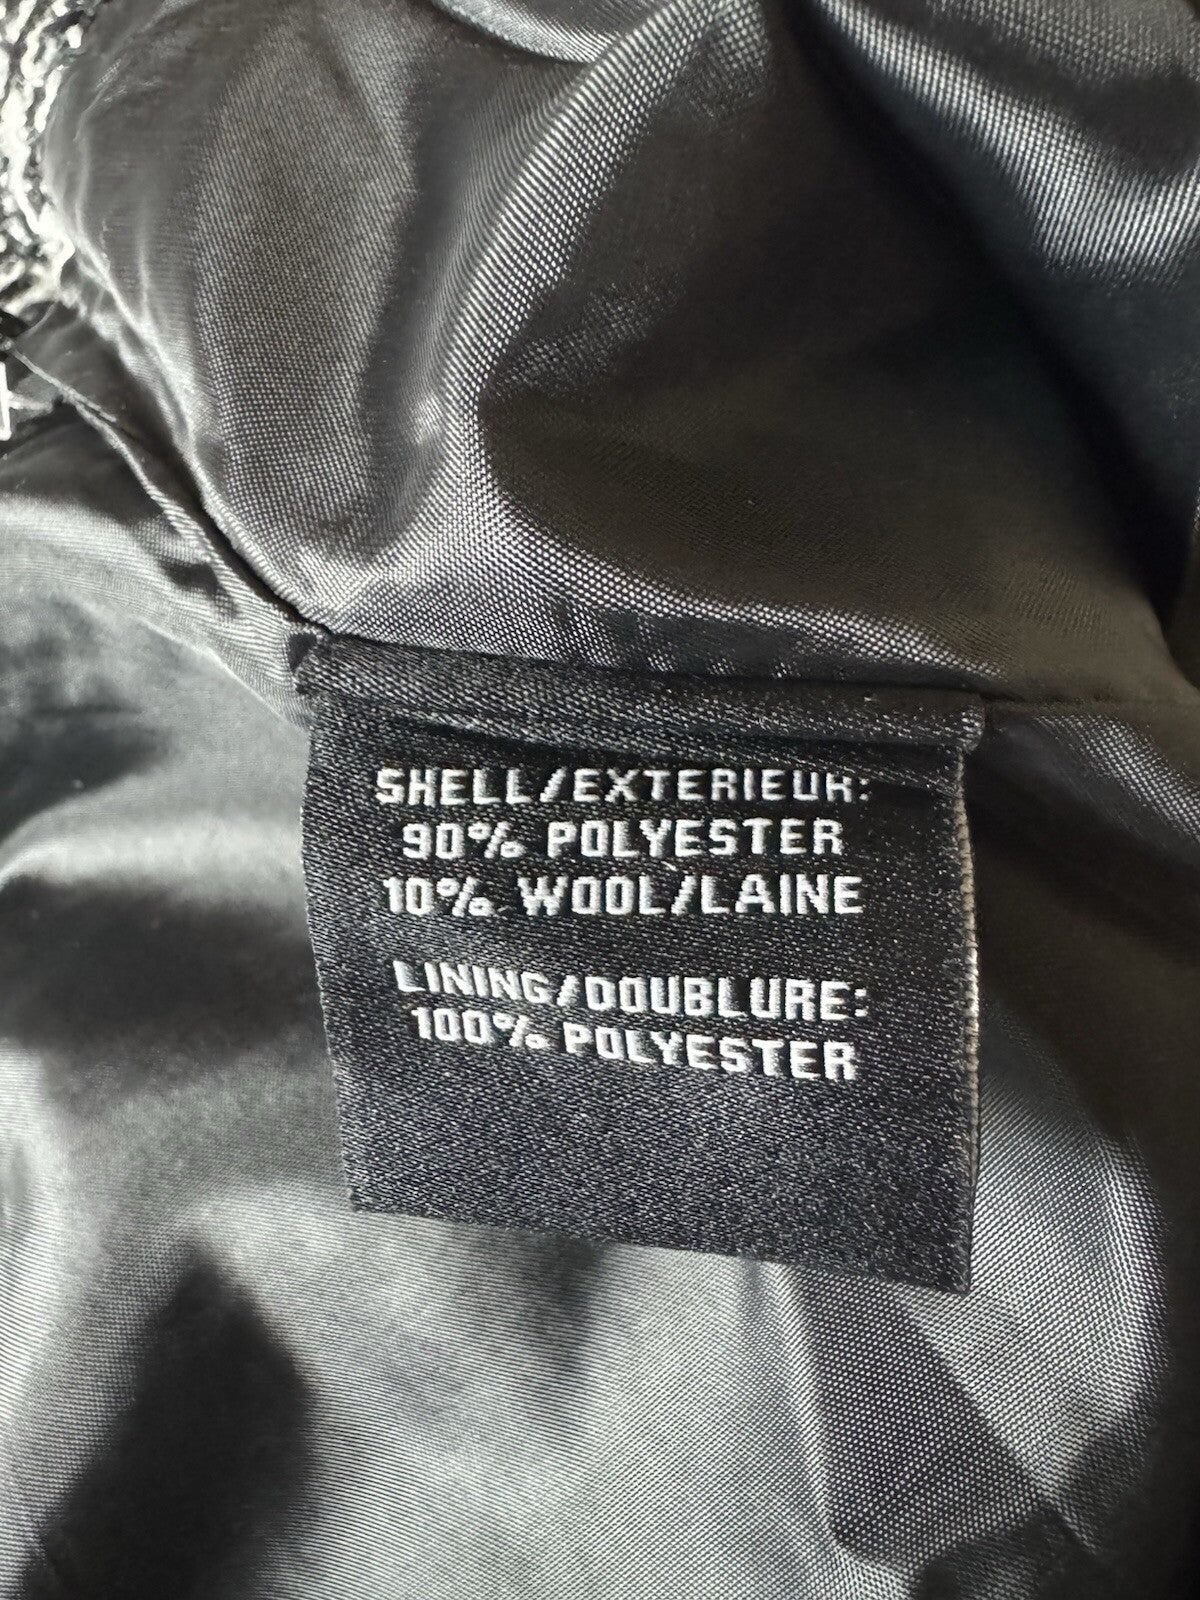 SHELL/EXTERIEUR:
90% POLYESTER
10% WOOL/LAINE
LINING/DOUBLURE:
100% POLYESTER